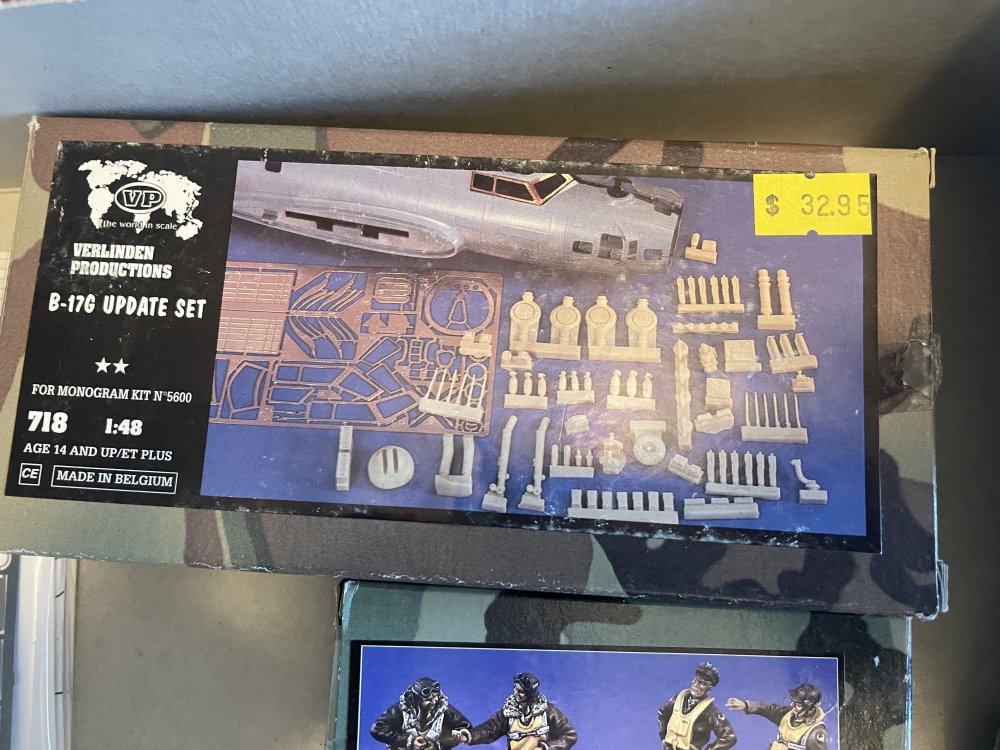 VP
the world in scale
VERLINDEN
PRODUCTIONS
B-17G UPDATE SET
FOR MONOGRAM KIT N°5600
718 1:48
AGE 14 AND UP/ET PLUS
CE MADE IN BELGIUM
$ 32.95